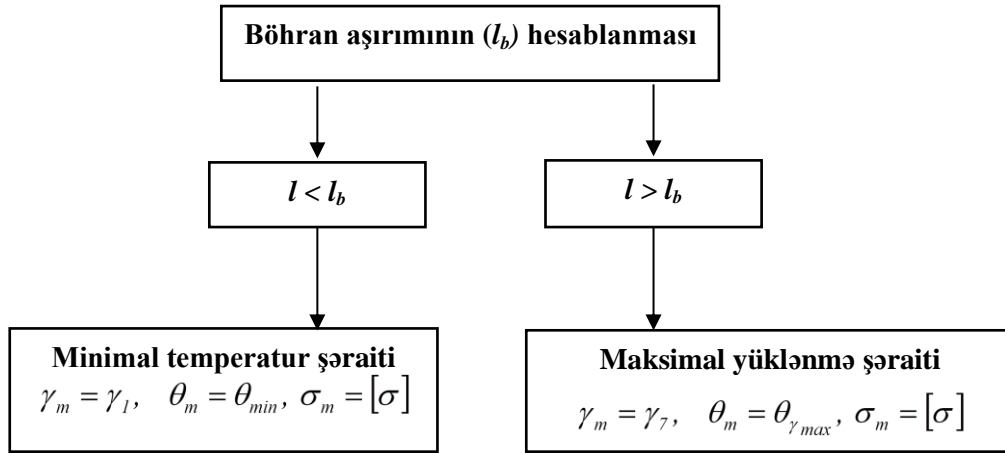 Böhran aşırımının (l_b) hesablanması
l < l_b
l > l_b
Minimal temperatur şəraiti
γ_m = γ_1, θ_m = θ_min, σ_m = [σ]
Maksimal yüklənmə şəraiti
γ_m = γ_7, θ_m = θ_γ_max, σ_m = [σ]